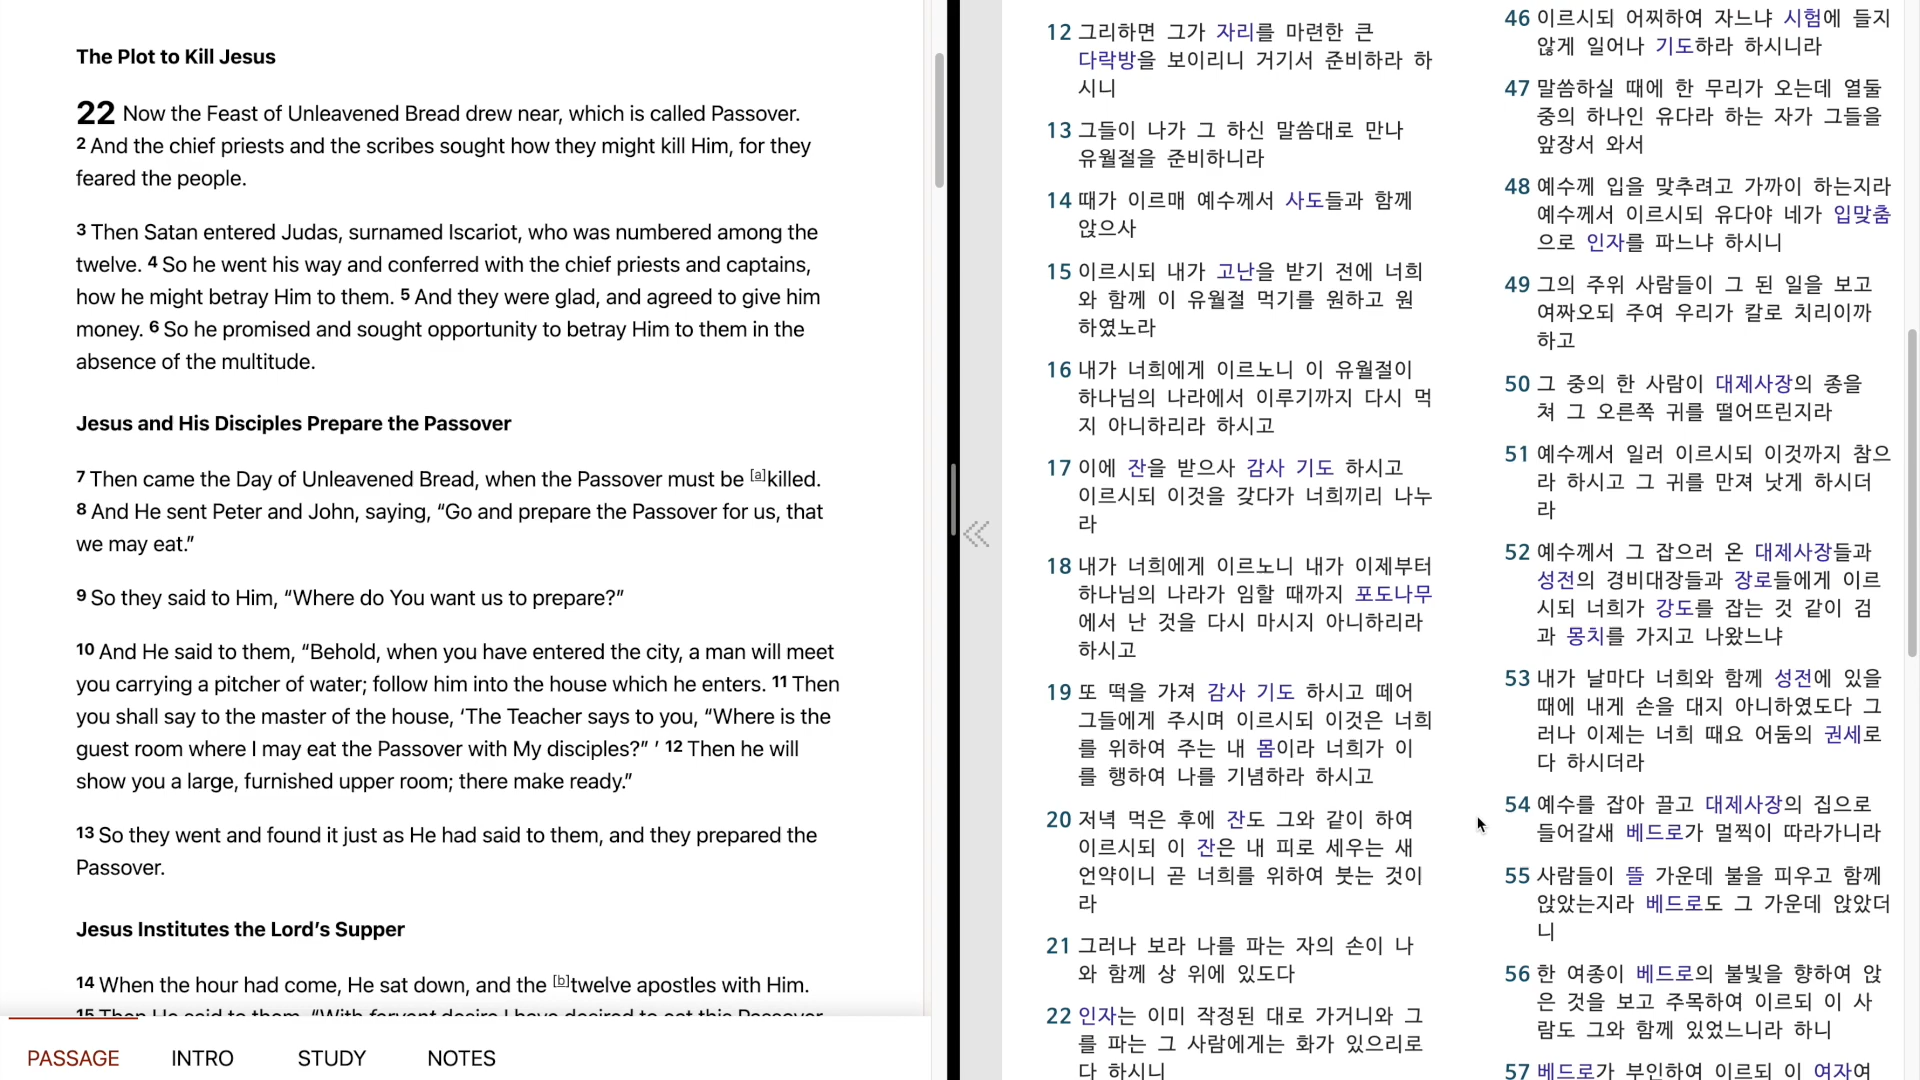 The Plot to Kill Jesus
22 Now the Feast of Unleavened Bread drew near, which is called Passover.
2 And the chief priests and the scribes sought how they might kill Him, for they
feared the people.
3 Then Satan entered Judas, surnamed Iscariot, who was numbered among the
twelve. 4 So he went his way and conferred with the chief priests and captains,
how he might betray Him to them. 5 And they were glad, and agreed to give him
money. 6 So he promised and sought opportunity to betray Him to them in the
absence of the multitude.
Jesus and His Disciples Prepare the Passover
7 Then came the Day of Unleavened Bread, when the Passover must be [a]killed.
8 And He sent Peter and John, saying, “Go and prepare the Passover for us, that
we may eat.”
9 So they said to Him, “Where do You want us to prepare?”
10 And He said to them, “Behold, when you have entered the city, a man will meet
you carrying a pitcher of water; follow him into the house which he enters. 11 Then
you shall say to the master of the house, ‘The Teacher says to you, “Where is the
guest room where I may eat the Passover with My disciples?” ’ 12 Then he will
show you a large, furnished upper room; there make ready.”
13 So they went and found it just as He had said to them, and they prepared the
Passover.
Jesus Institutes the Lord’s Supper
14 When the hour had come, He sat down, and the [b]twelve apostles with Him.
15 Then He said to them, “With fervent desire I have desired to eat this Passover
PASSAGE INTRO STUDY NOTES
12 그리하면 그가 자리를 마련한 큰
다락방을 보이리니 거기서 준비하라 하
시니
13 그들이 나가 그 하신 말씀대로 만나
유월절을 준비하니라
14 때가 이르매 예수께서 사도들과 함께
앉으사
15 이르시되 내가 고난을 받기 전에 너희
와 함께 이 유월절 먹기를 원하고 원
하였노라
16 내가 너희에게 이르노니 이 유월절이
하나님의 나라에서 이루기까지 다시 먹
지 아니하리라 하시고
17 이에 잔을 받으사 감사 기도 하시고
이르시되 이것을 갖다가 너희끼리 나누
라
18 내가 너희에게 이르노니 내가 이제부터
하나님의 나라가 임할 때까지 포도나무
에서 난 것을 다시 마시지 아니하리라
하시고
19 또 떡을 가져 감사 기도 하시고 떼어
그들에게 주시며 이르시되 이것은 너희
를 위하여 주는 내 몸이라 너희가 이
를 행하여 나를 기념하라 하시고
20 저녁 먹은 후에 잔도 그와 같이 하여
이르시되 이 잔은 내 피로 세우는 새
언약이니 곧 너희를 위하여 붓는 것이
라
21 그러나 보라 나를 파는 자의 손이 나
와 함께 상 위에 있도다
22 인자는 이미 작정된 대로 가거니와 그
를 파는 그 사람에게는 화가 있으리로
다 하시니
46 이르시되 어찌하여 자느냐 시험에 들지
않게 일어나 기도하라 하시니라
47 말씀하실 때에 한 무리가 오는데 열둘
중의 하나인 유다라 하는 자가 그들을
앞장서 와서
48 예수께 입을 맞추려고 가까이 하는지라
예수께서 이르시되 유다야 네가 입맞춤
으로 인자를 파느냐 하시니
49 그의 주위 사람들이 그 된 일을 보고
여짜오되 주여 우리가 칼로 치리이까
하고
50 그 중의 한 사람이 대제사장의 종을
쳐 그 오른쪽 귀를 떨어뜨린지라
51 예수께서 일러 이르시되 이것까지 참으
라 하시고 그 귀를 만져 낫게 하시더
라
52 예수께서 그 잡으러 온 대제사장들과
성전의 경비대장들과 장로들에게 이르
시되 너희가 강도를 잡는 것 같이 검
과 몽치를 가지고 나왔느냐
53 내가 날마다 너희와 함께 성전에 있을
때에 내게 손을 대지 아니하였도다 그
러나 이제는 너희 때요 어둠의 권세로
다 하시더라
54 예수를 잡아 끌고 대제사장의 집으로
들어갈새 베드로가 멀찍이 따라가니라
55 사람들이 뜰 가운데 불을 피우고 함께
앉았는지라 베드로도 그 가운데 앉았더
니
56 한 여종이 베드로의 불빛을 향하여 앉
은 것을 보고 주목하여 이르되 이 사
람도 그와 함께 있었느니라 하니
57 베드로가 부인하여 이르되 이 여자여